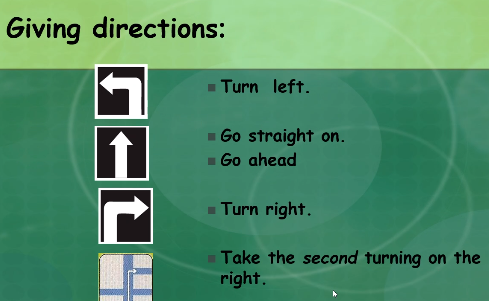 Giving directions:
Turn left.
Go straight on.
Go ahead
Turn right.
Take the second turning on the
right.